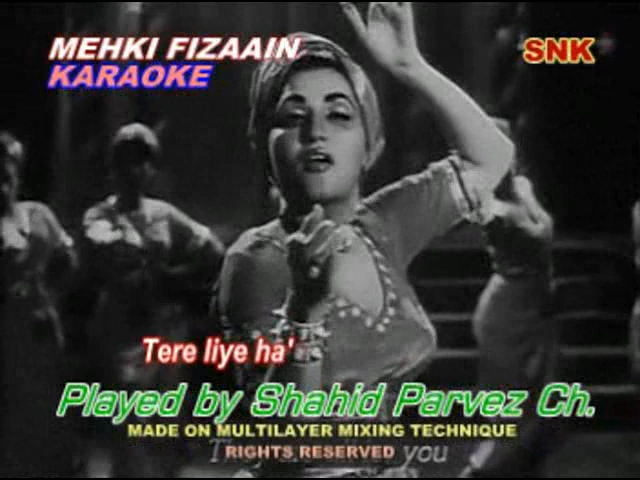 MEHKI FIZAAIN
SNK
KARAOKE
Tere liye ha'
Played by Shahid Parvez Ch.
MADE ON MULTILAYER MIXING TECHNIQUE
RIGHTS RESERVED
you